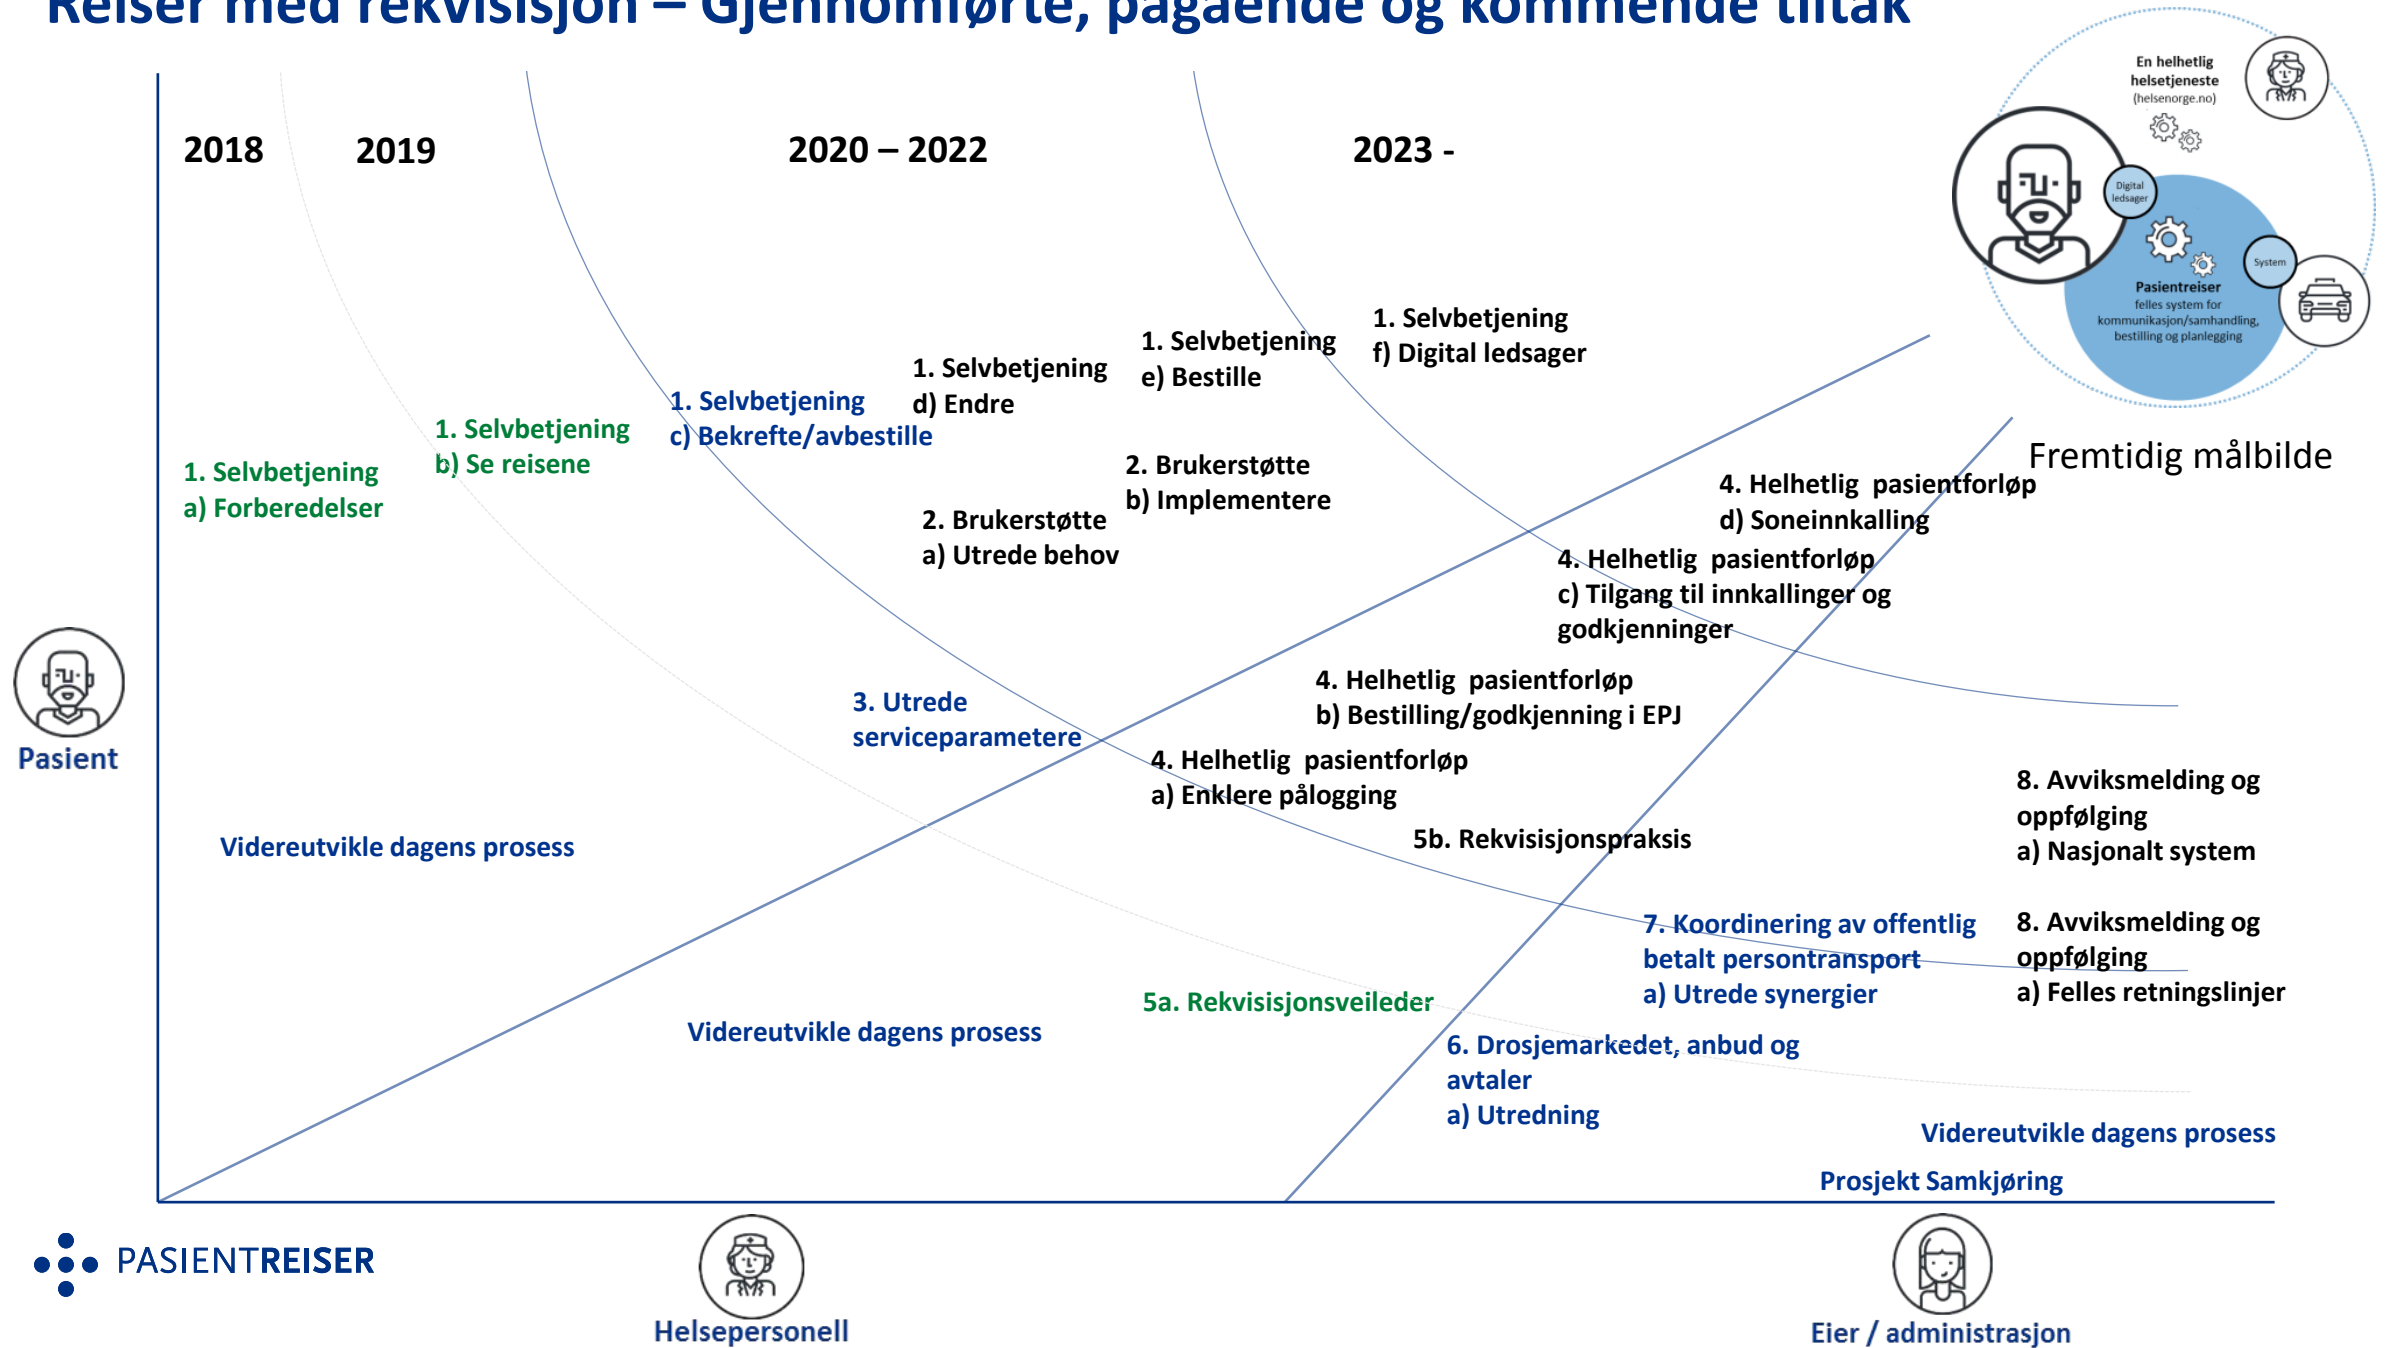 Reiser med rekvisisjon – Gjennomførte, pågående og kommende tiltak
En helhetlig
helsetjeneste
(helsenorge.no)
Digital
ledsager
System
Pasientreiser
felles system for
kommunikasjon/samhandling,
bestilling og planlegging
Fremtidig målbilde
2018
2019
2020 – 2022
2023 -
1. Selvbetjening
a) Forberedelser
1. Selvbetjening
b) Se reisene
1. Selvbetjening
c) Bekrefte/avbestille
1. Selvbetjening
d) Endre
1. Selvbetjening
e) Bestille
1. Selvbetjening
f) Digital ledsager
2. Brukerstøtte
a) Utrede behov
2. Brukerstøtte
b) Implementere
3. Utrede
serviceparametere
4. Helhetlig pasientforløp
d) Soneinnkalling
4. Helhetlig pasientforløp
c) Tilgang til innkallinger og
godkjenninger
4. Helhetlig pasientforløp
b) Bestilling/godkjenning i EPJ
4. Helhetlig pasientforløp
a) Enklere pålogging
5b. Rekvisisjonspraksis
5a. Rekvisisjonsveileder
8. Avviksmelding og
oppfølging
a) Nasjonalt system
7. Koordinering av offentlig
betalt persontransport
a) Utrede synergier
8. Avviksmelding og
oppfølging
a) Felles retningslinjer
6. Drosjemarkedet, anbud og
avtaler
a) Utredning
Videreutvikle dagens prosess
Videreutvikle dagens prosess
Videreutvikle dagens prosess
Prosjekt Samkjøring
Pasient
PASIENTREISER
Helsepersonell
Eier / administrasjon